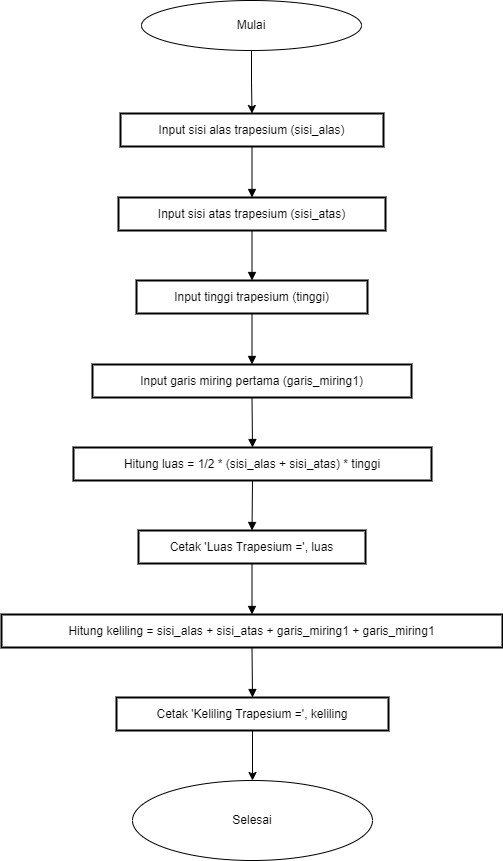 Mulai
Input sisi alas trapesium (sisi_alas)
Input sisi atas trapesium (sisi_atas)
Input tinggi trapesium (tinggi)
Input garis miring pertama (garis_miring1)
Hitung luas = 1/2 * (sisi_alas + sisi_atas) * tinggi
Cetak 'Luas Trapesium =', luas
Hitung keliling = sisi_alas + sisi_atas + garis_miring1 + garis_miring1
Cetak 'Keliling Trapesium =', keliling
Selesai